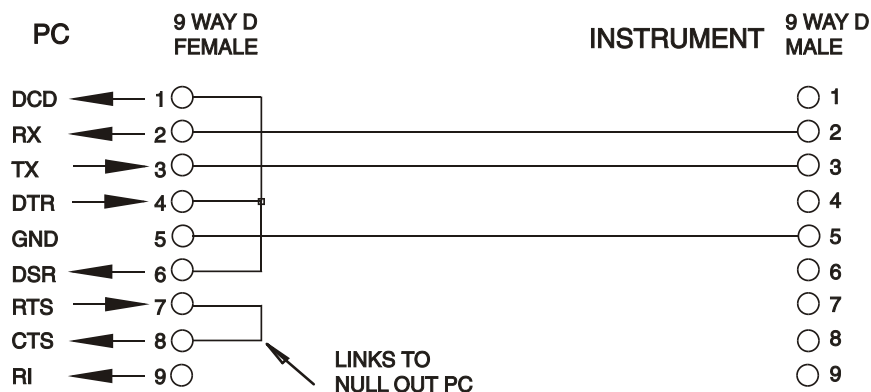 PC
9 WAY D
FEMALE
INSTRUMENT
9 WAY D
MALE
DCD 1 1
RX 2 2
TX 3 3
DTR 4 4
GND 5 5
DSR 6 6
RTS 7 7
CTS 8 8
RI 9 9
LINKS TO
NULL OUT PC